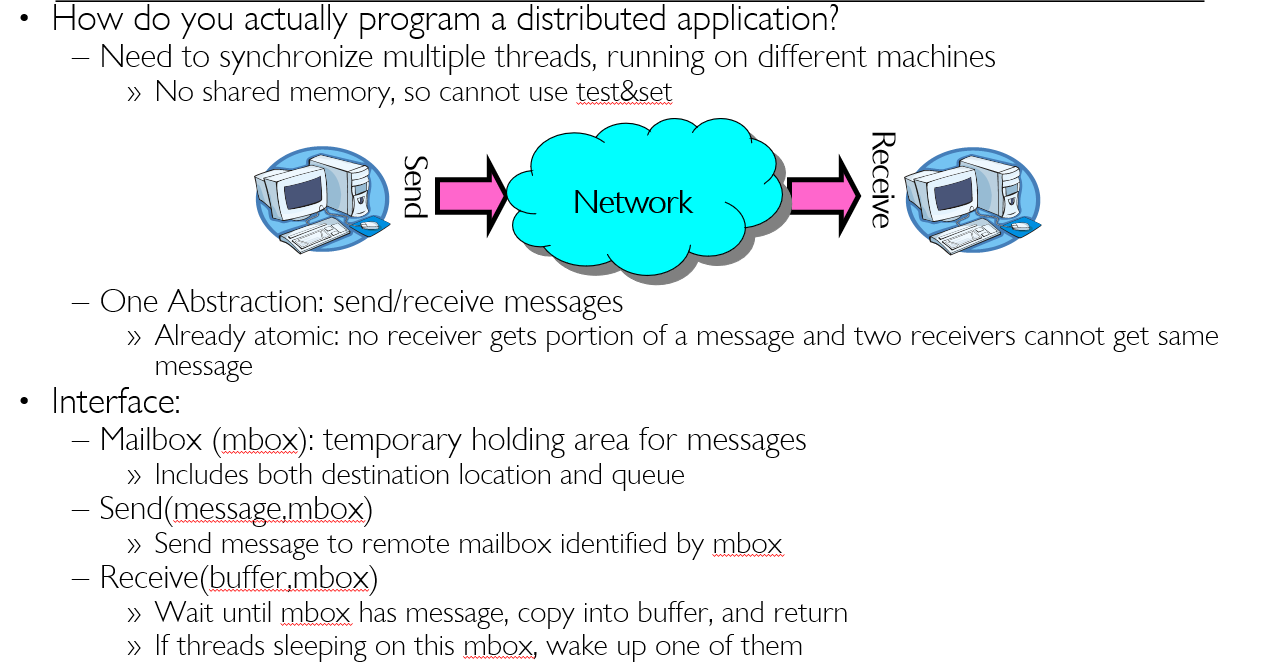 • How do you actually program a distributed application?
– Need to synchronize multiple threads, running on different machines
» No shared memory, so cannot use test&set
Send
Network
Receive
– One Abstraction: send/receive messages
» Already atomic: no receiver gets portion of a message and two receivers cannot get same
message
• Interface:
– Mailbox (mbox): temporary holding area for messages
» Includes both destination location and queue
– Send(message,mbox)
» Send message to remote mailbox identified by mbox
– Receive(buffer,mbox)
» Wait until mbox has message, copy into buffer, and return
» If threads sleeping on this mbox, wake up one of them